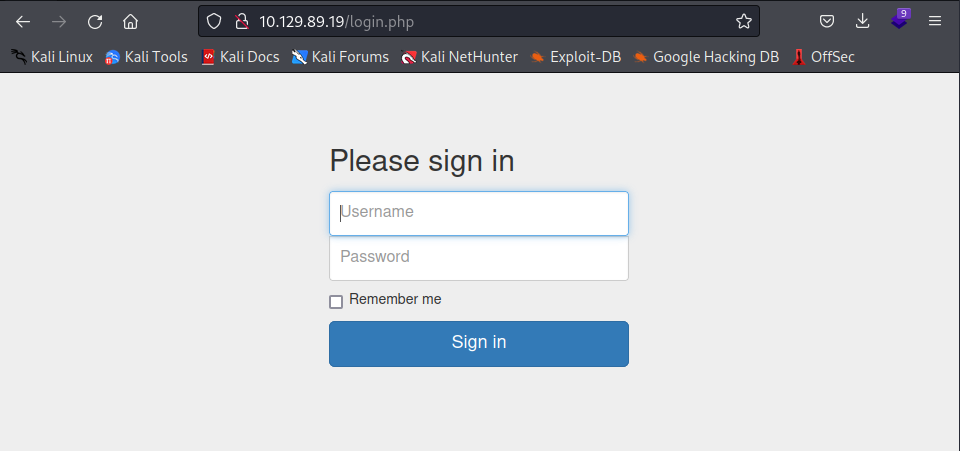 10.129.89.19/login.php
9
Kali Linux Kali Tools Kali Docs Kali Forums Kali NetHunter Exploit-DB Google Hacking DB OffSec
Please sign in
Username
Password
Remember me
Sign in